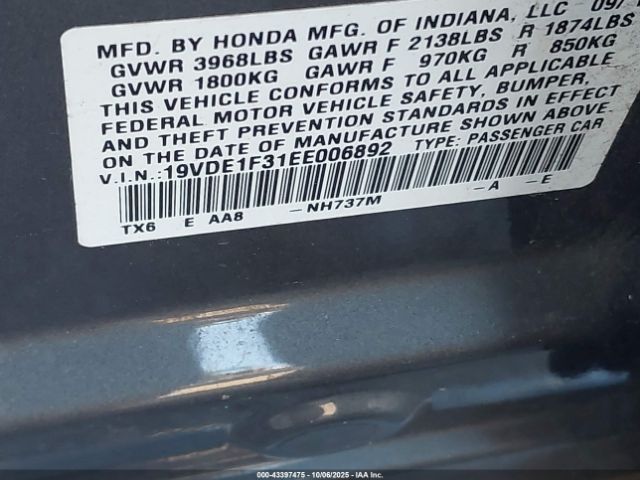 MFD. BY HONDA MFG. OF INDIANA, LLC 09/
GVWR 3968LBS GAWR F 2138LBS R 1874LBS
GVWR 1800KG GAWR F 970KG R 850KG
THIS VEHICLE CONFORMS TO ALL APPLICABLE
FEDERAL MOTOR VEHICLE SAFETY, BUMPER,
AND THEFT PREVENTION STANDARDS IN EFFECT
ON THE DATE OF MANUFACTURE SHOWN ABOVE.
V.I.N.:19VDE1F31EE006892 TYPE: PASSENGER CAR
TX6 E AA8 -NH737M -A -E
000-43397475 - 10/06/2025 - IAAI, Inc.